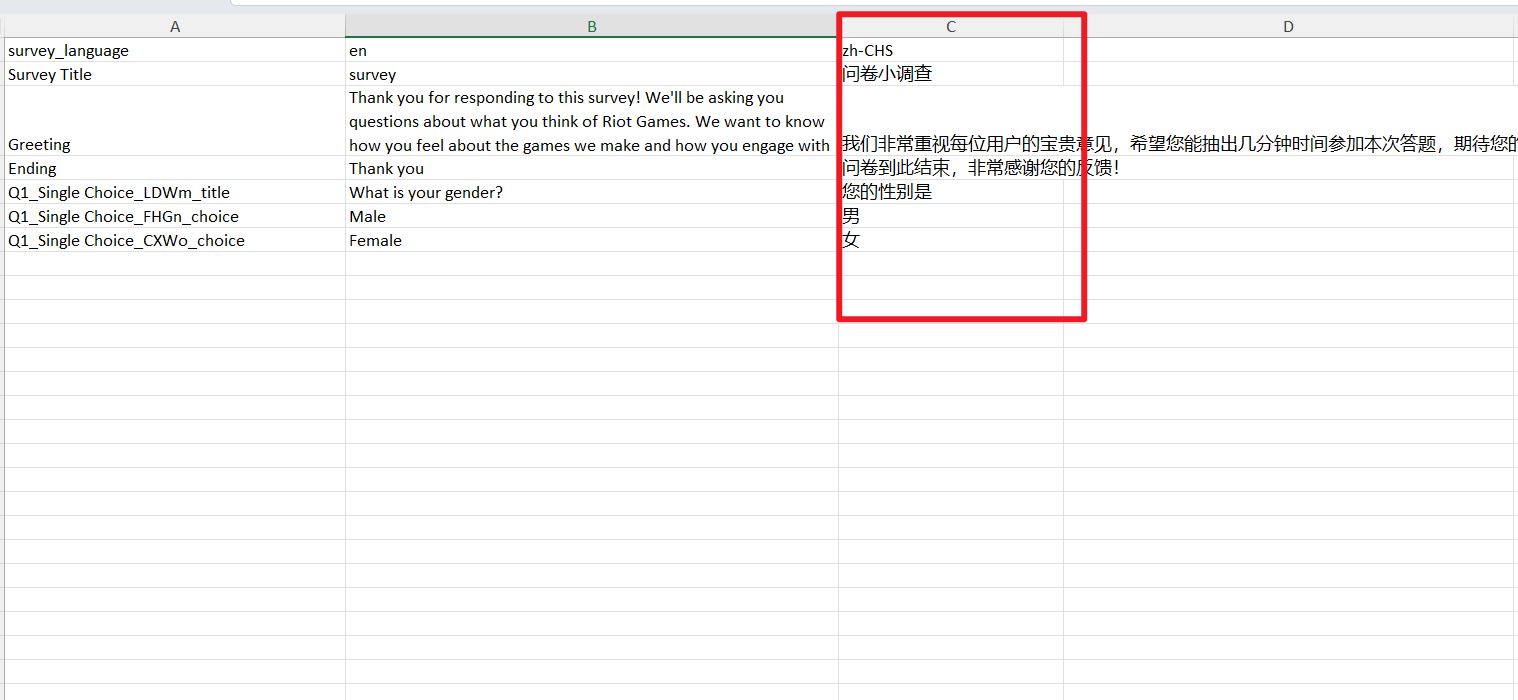 A B C D
survey_language en zh-CHS
Survey Title survey 问卷小调查
Thank you for responding to this survey! We'll be asking you
questions about what you think of Riot Games. We want to know
Greeting how you feel about the games we make and how you engage with 我们非常重视每位用户的宝贵意见，希望您能抽出几分钟时间参加本次答题，期待您的
Ending Thank you 问卷到此结束，非常感谢您的反馈！
Q1_Single Choice_LDWm_title What is your gender? 您的性别是
Q1_Single Choice_FHGn_choice Male 男
Q1_Single Choice_CXWo_choice Female 女